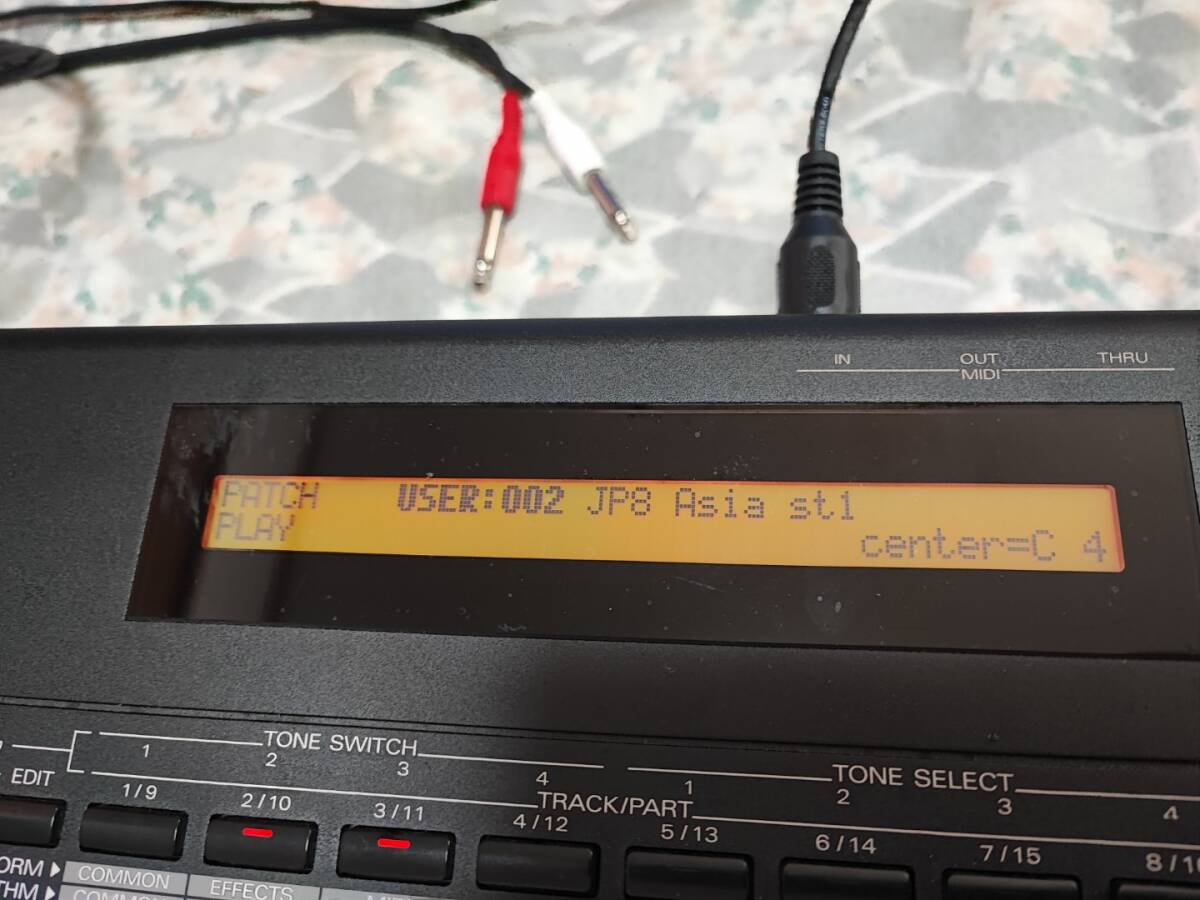 IN OUT THRU
MIDI
PATCH USER:002 JP8 Asia st1
PLAY center=C 4
TONE SWITCH
1 2 3 4
TONE SELECT
1 2 3 4
EDIT
TRACK/PART
1/9 2/10 3/11 4/12 5/13 6/14 7/15
COMMON EFFECTS
COMMON